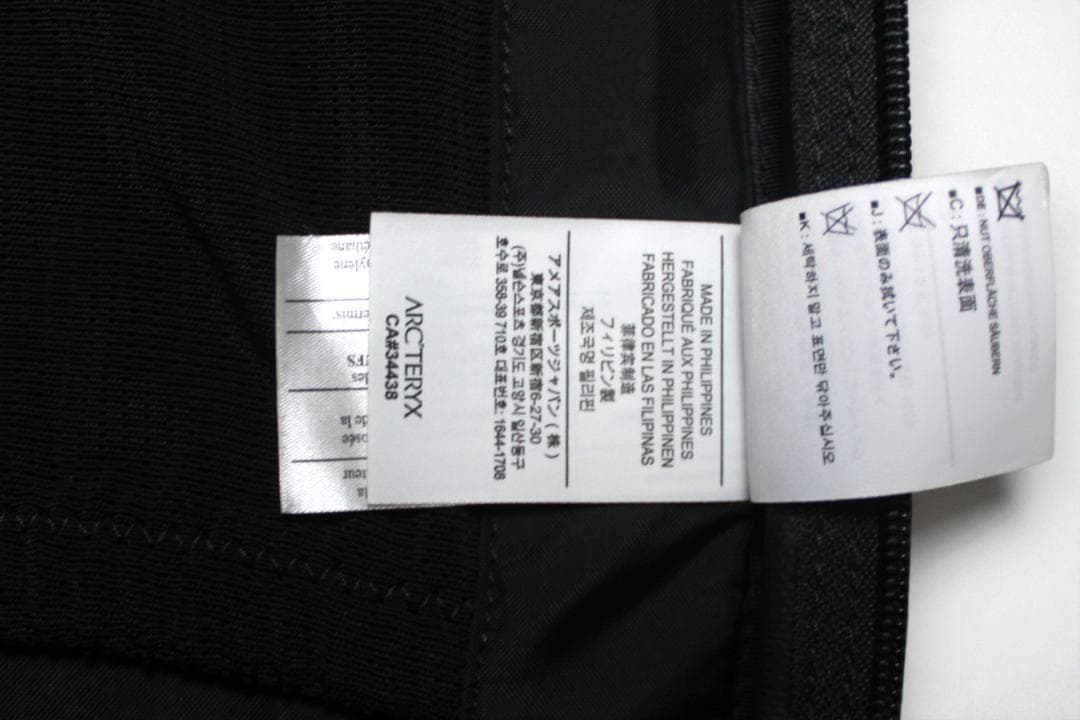 ■DE : NUT OBERFLÄCHE SÄUBERN
■C : 只清洗表面
■J : 表面のみ拭いて下さい。
■K : 세탁하지 말고 표면만 닦아주십시오
MADE IN PHILIPPINES
FABRIQUÉ AUX PHILIPPINES
HERGESTELLT IN PHILIPPINEN
FABRICADO EN LAS FILIPINAS
菲律宾制造
フィリピン製
제조국명 필리핀
アメアスポーツジャパン ( 株 )
東京都新宿区新宿6-27-30
(주)넬슨스포츠 경기도 고양시 일산동구
호수로 358-39 710호 대표번호: 1644-1708
ARC'TERYX
CA#34438
de la